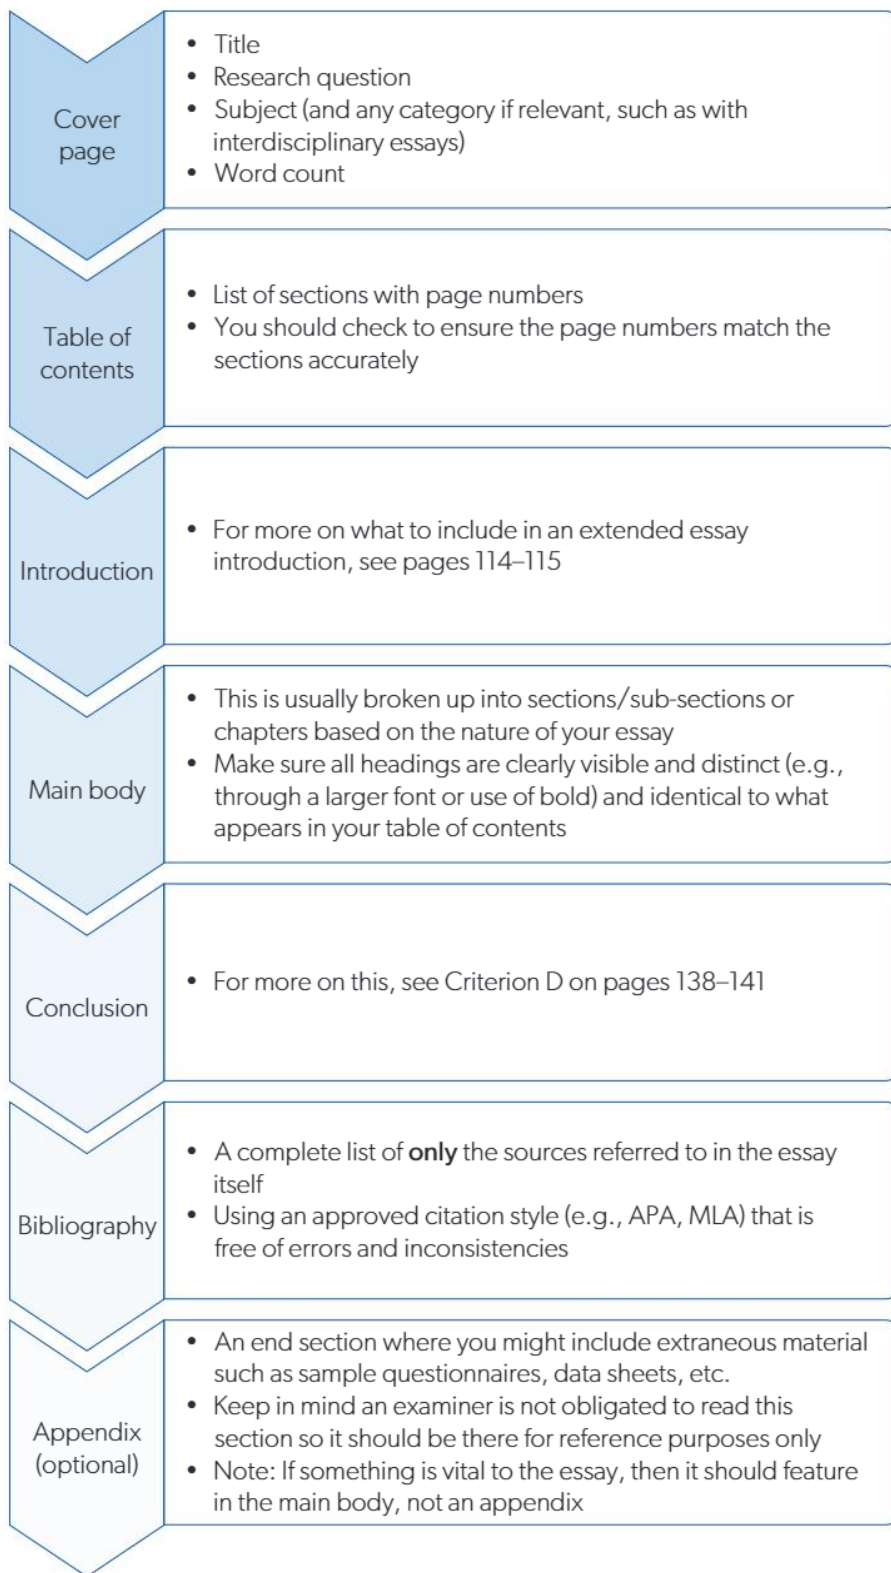 Cover
page
• Title
• Research question
• Subject (and any category if relevant, such as with
interdisciplinary essays)
• Word count
Table of
contents
• List of sections with page numbers
• You should check to ensure the page numbers match the
sections accurately
Introduction
• For more on what to include in an extended essay
introduction, see pages 114–115
Main body
• This is usually broken up into sections/sub-sections or
chapters based on the nature of your essay
• Make sure all headings are clearly visible and distinct (e.g.,
through a larger font or use of bold) and identical to what
appears in your table of contents
Conclusion
• For more on this, see Criterion D on pages 138–141
Bibliography
• A complete list of only the sources referred to in the essay
itself
• Using an approved citation style (e.g., APA, MLA) that is
free of errors and inconsistencies
Appendix
(optional)
• An end section where you might include extraneous material
such as sample questionnaires, data sheets, etc.
• Keep in mind an examiner is not obligated to read this
section so it should be there for reference purposes only
• Note: If something is vital to the essay, then it should feature
in the main body, not an appendix